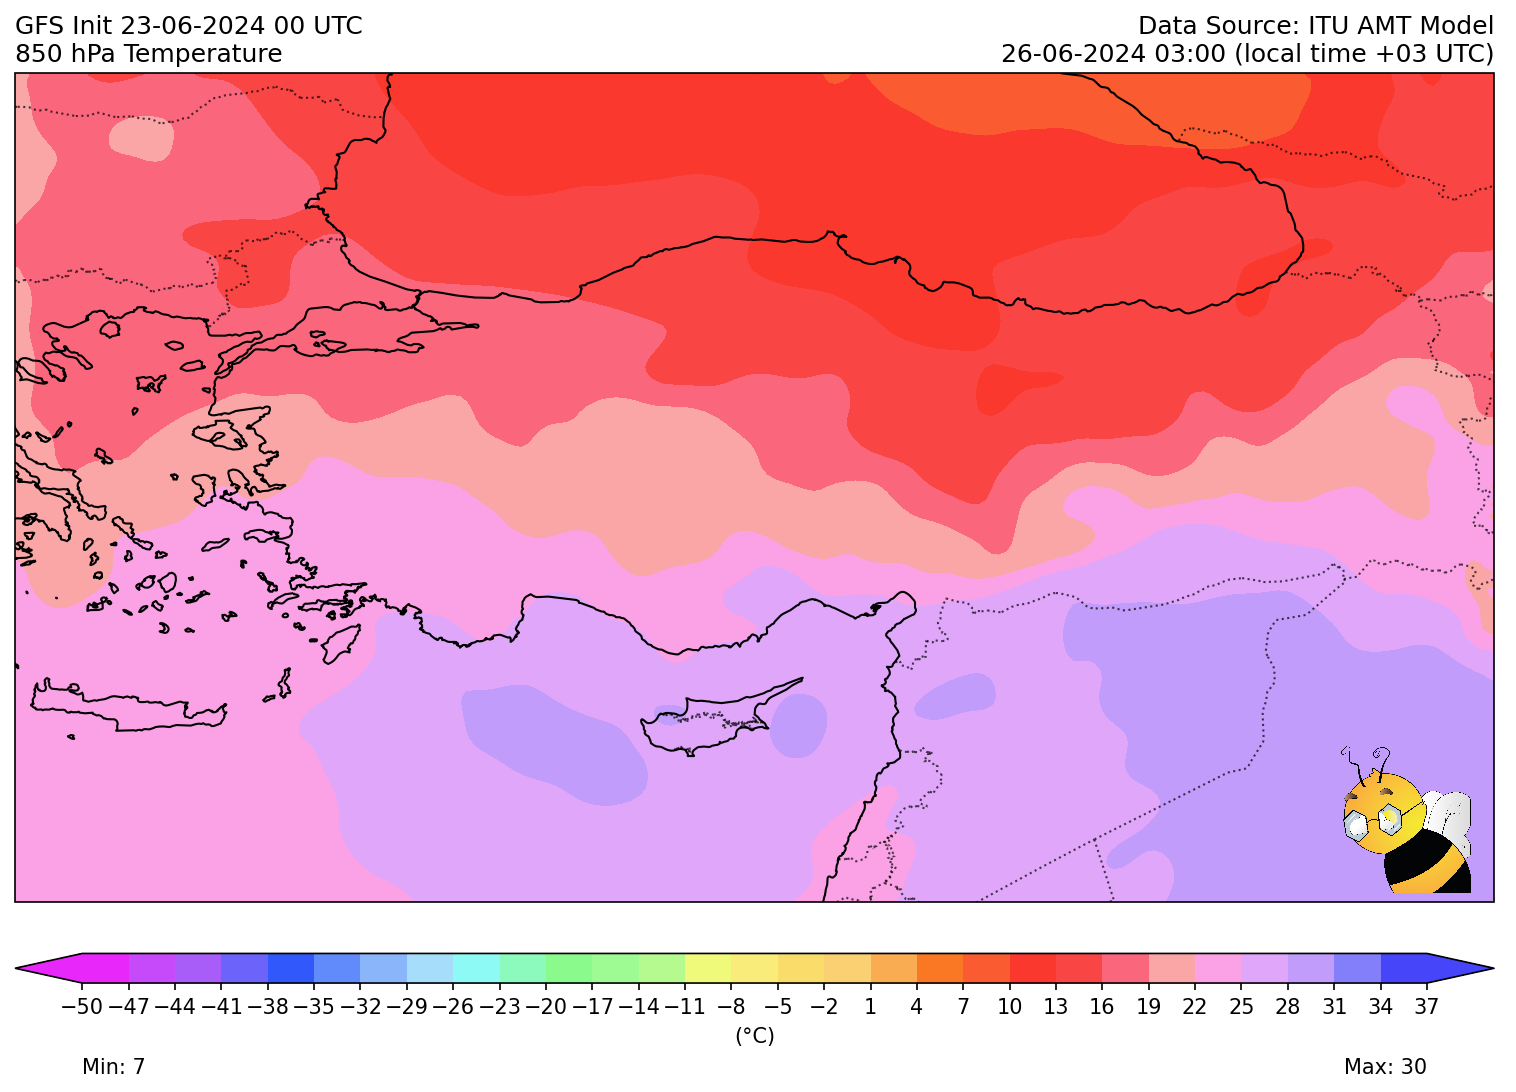 GFS Init 23-06-2024 00 UTC
850 hPa Temperature
Data Source: ITU AMT Model
26-06-2024 03:00 (local time +03 UTC)
−50 −47 −44 −41 −38 −35 −32 −29 −26 −23 −20 −17 −14 −11 −8 −5 −2 1 4 7 10 13 16 19 22 25 28 31 34 37
(°C)
Min: 7
Max: 30